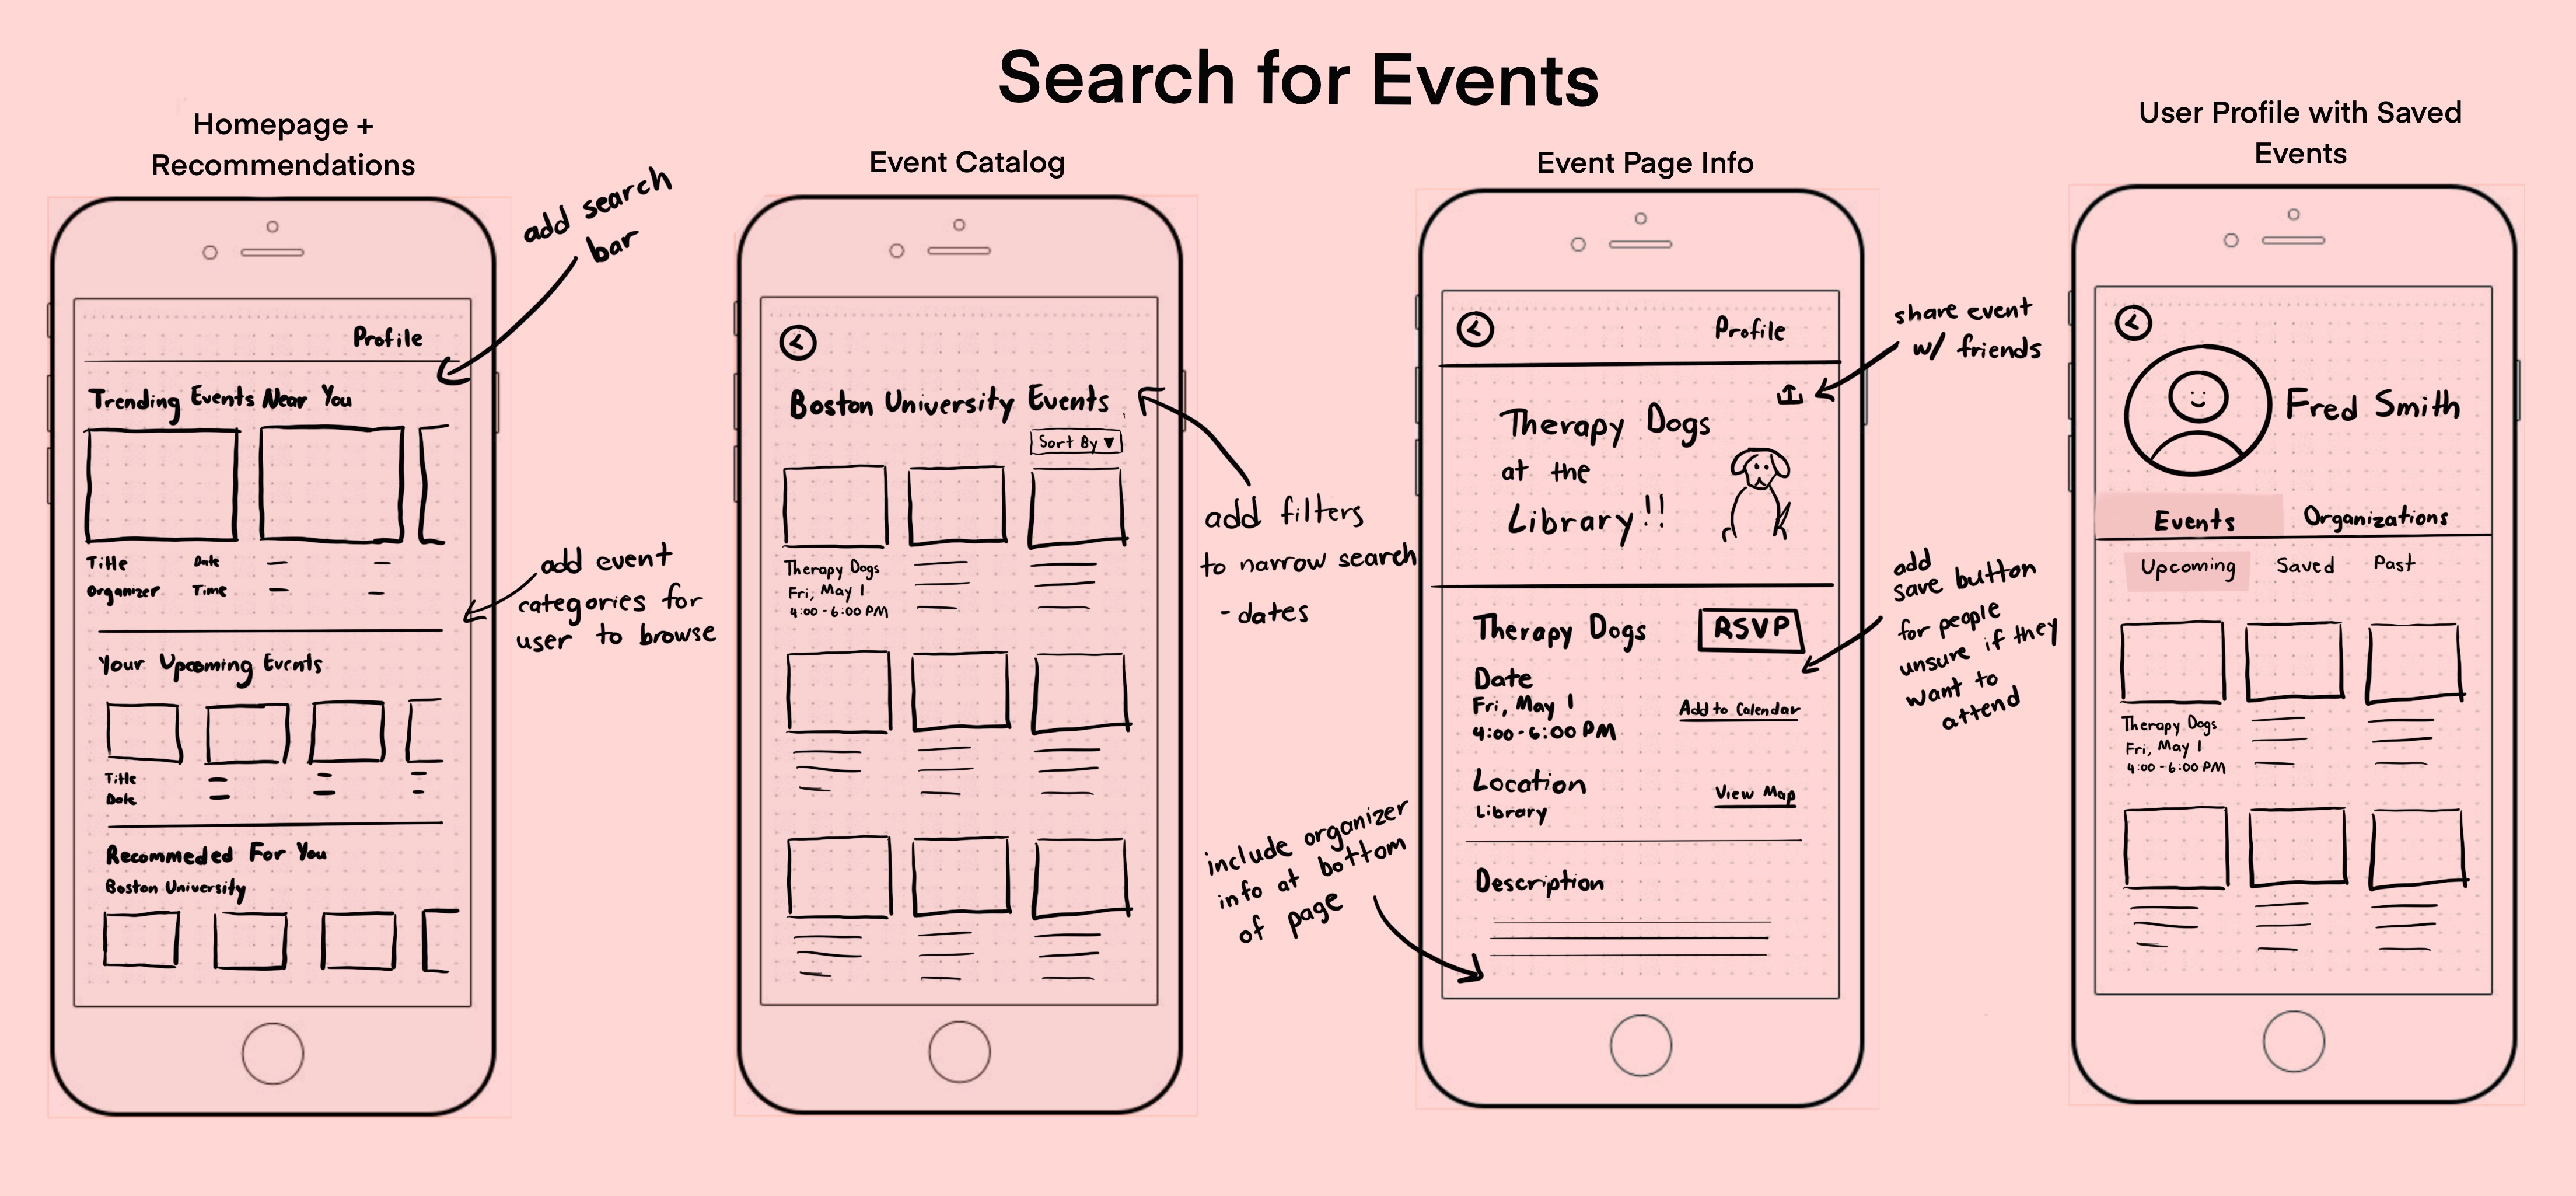 Search for Events
Homepage +
Recommendations
add search
bar
Profile
Trending Events Near You
Title Date
Organizer Time
add event
categories for
user to browse
Your Upcoming Events
Title
Date
Recommeded For You
Boston University
Event Catalog
Boston University Events
Sort By ▼
Therapy Dogs
Fri, May 1
4:00-6:00 PM
add filters
to narrow search
- dates
Event Page Info
Profile
share event
w/ friends
Therapy Dogs
at the
Library!!
Therapy Dogs
RSVP
add
save button
for people
unsure if they
want to
attend
Date
Fri, May 1
4:00-6:00 PM
Add to Calendar
Location
Library
View Map
Description
include organizer
info at bottom
of page
User Profile with Saved
Events
Fred Smith
Events Organizations
Upcoming Saved Past
Therapy Dogs
Fri, May 1
4:00-6:00 PM